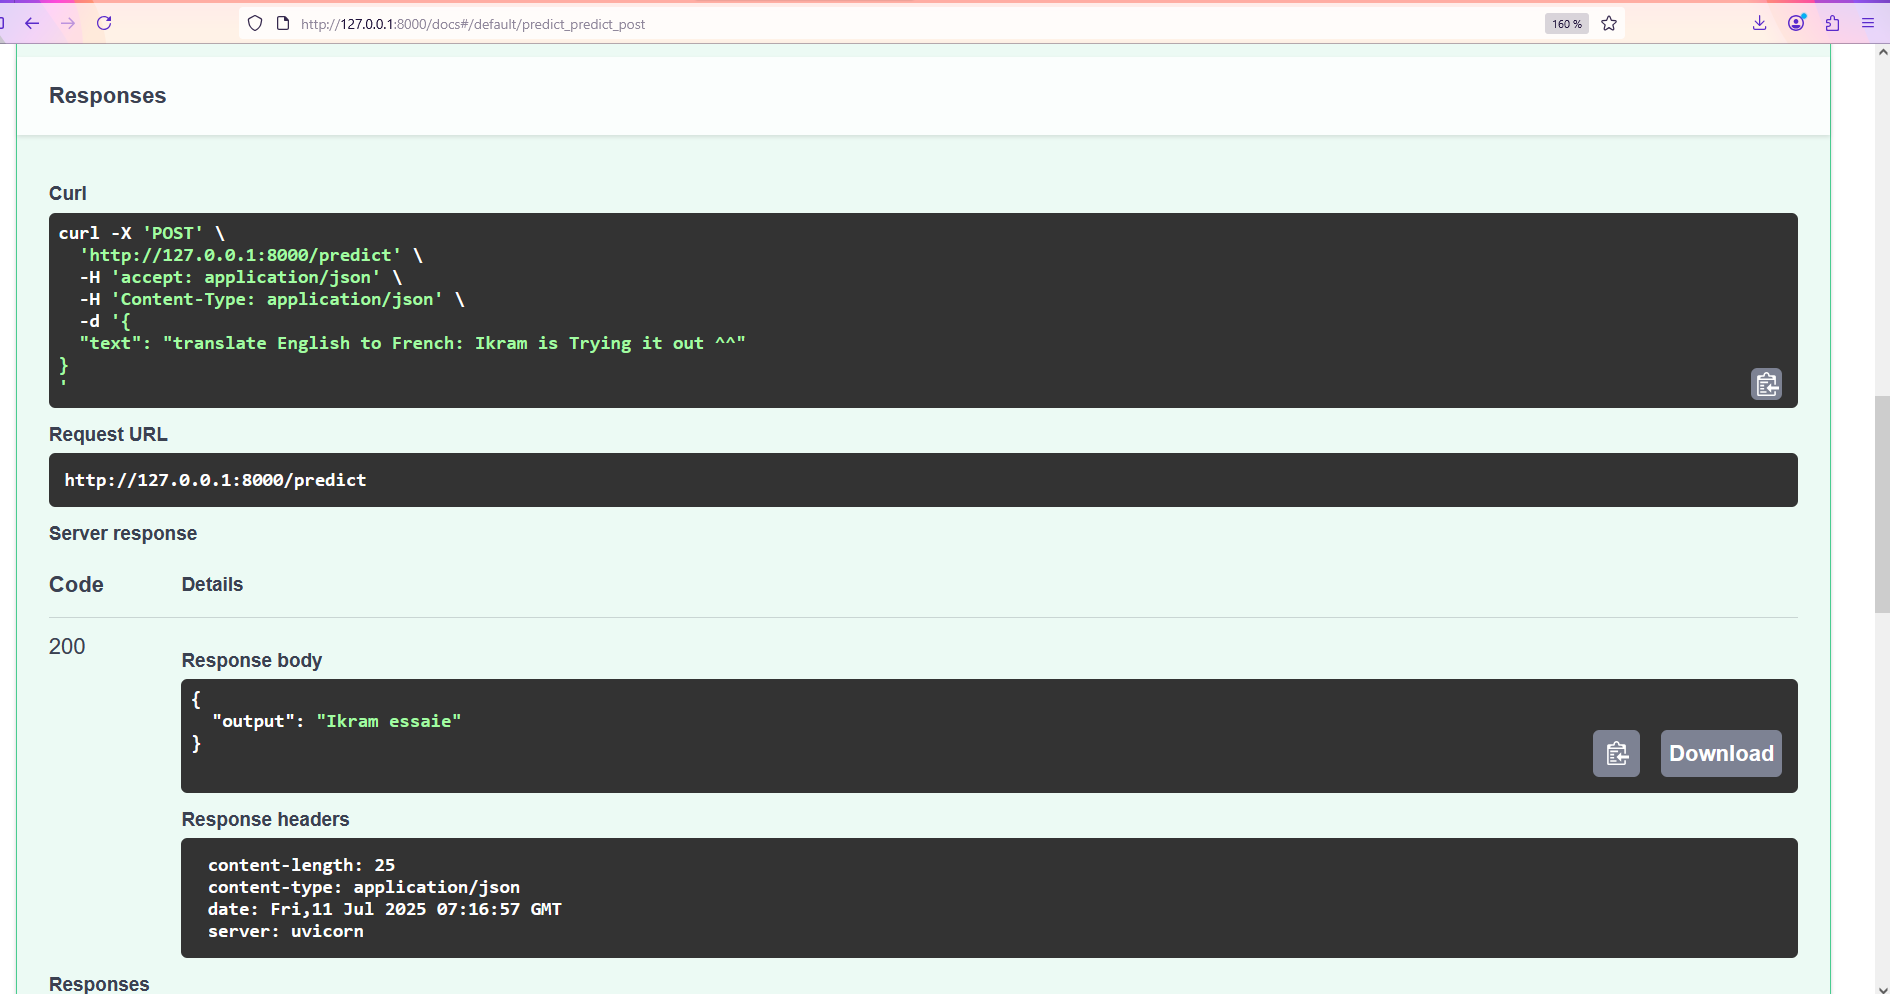 http://127.0.0.1:8000/docs#/default/predict_predict_post
160 %
Responses
Curl
curl -X 'POST' \
'http://127.0.0.1:8000/predict' \
-H 'accept: application/json' \
-H 'Content-Type: application/json' \
-d '{
"text": "translate English to French: Ikram is Trying it out ^^"
}
'
Request URL
http://127.0.0.1:8000/predict
Server response
Code Details
200
Response body
{
"output": "Ikram essaie"
}
Download
Response headers
content-length: 25
content-type: application/json
date: Fri,11 Jul 2025 07:16:57 GMT
server: uvicorn
Responses